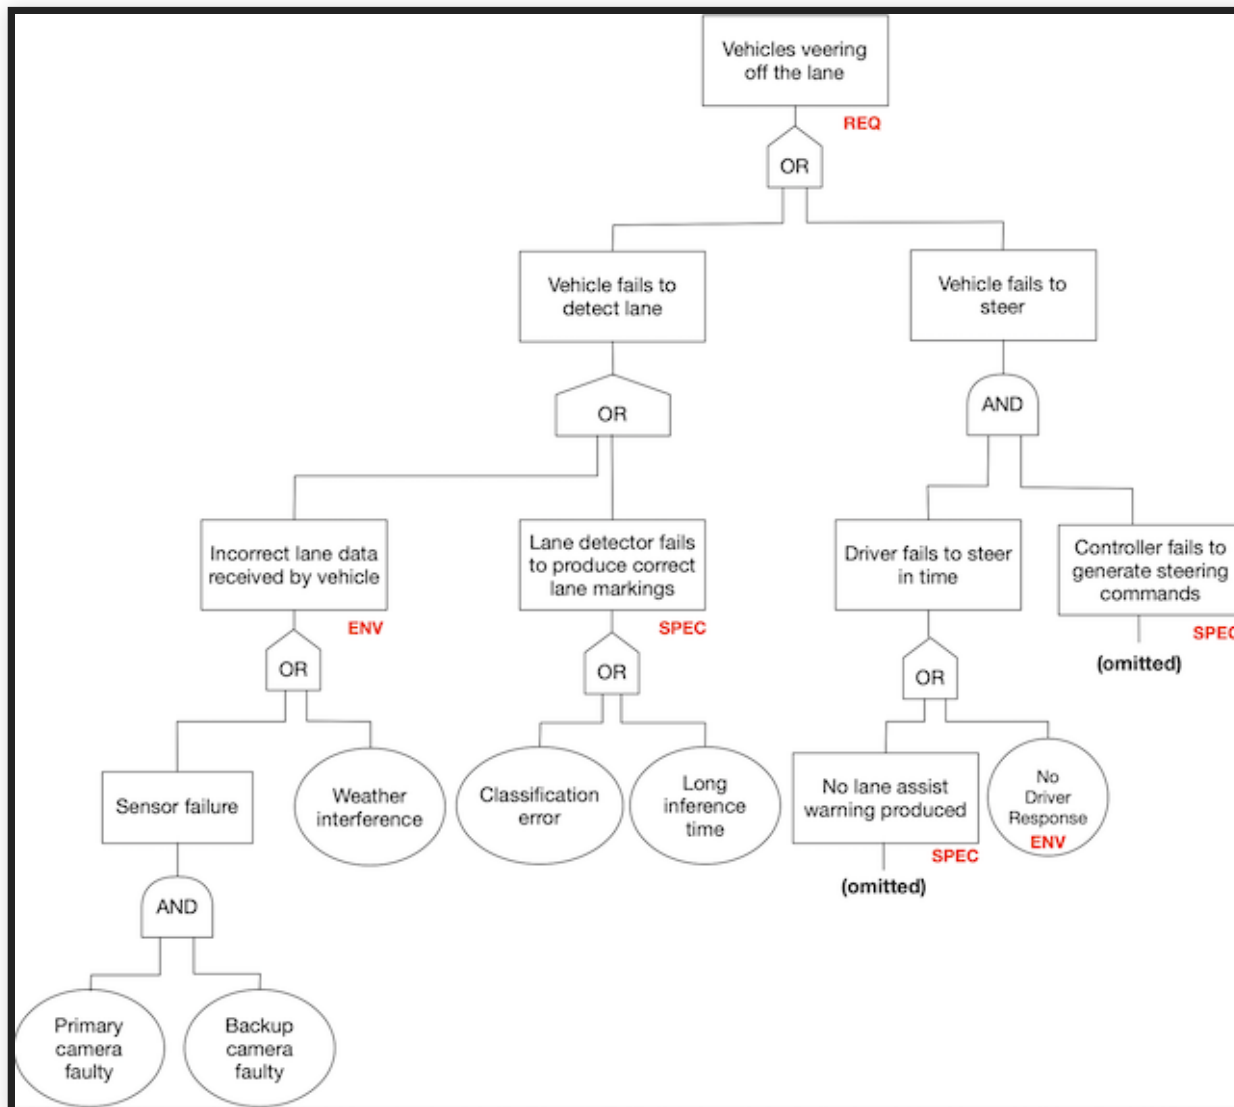 Vehicles veering
off the lane
REQ
OR
Vehicle fails to
detect lane
Vehicle fails to
steer
OR
AND
Incorrect lane data
received by vehicle
ENV
Lane detector fails
to produce correct
lane markings
SPEC
Driver fails to steer
in time
Controller fails to
generate steering
commands
SPEC
(omitted)
OR
OR
OR
Sensor failure
Weather
interference
Classification
error
Long
inference
time
No lane assist
warning produced
SPEC
(omitted)
No
Driver
Response
ENV
AND
Primary
camera
faulty
Backup
camera
faulty